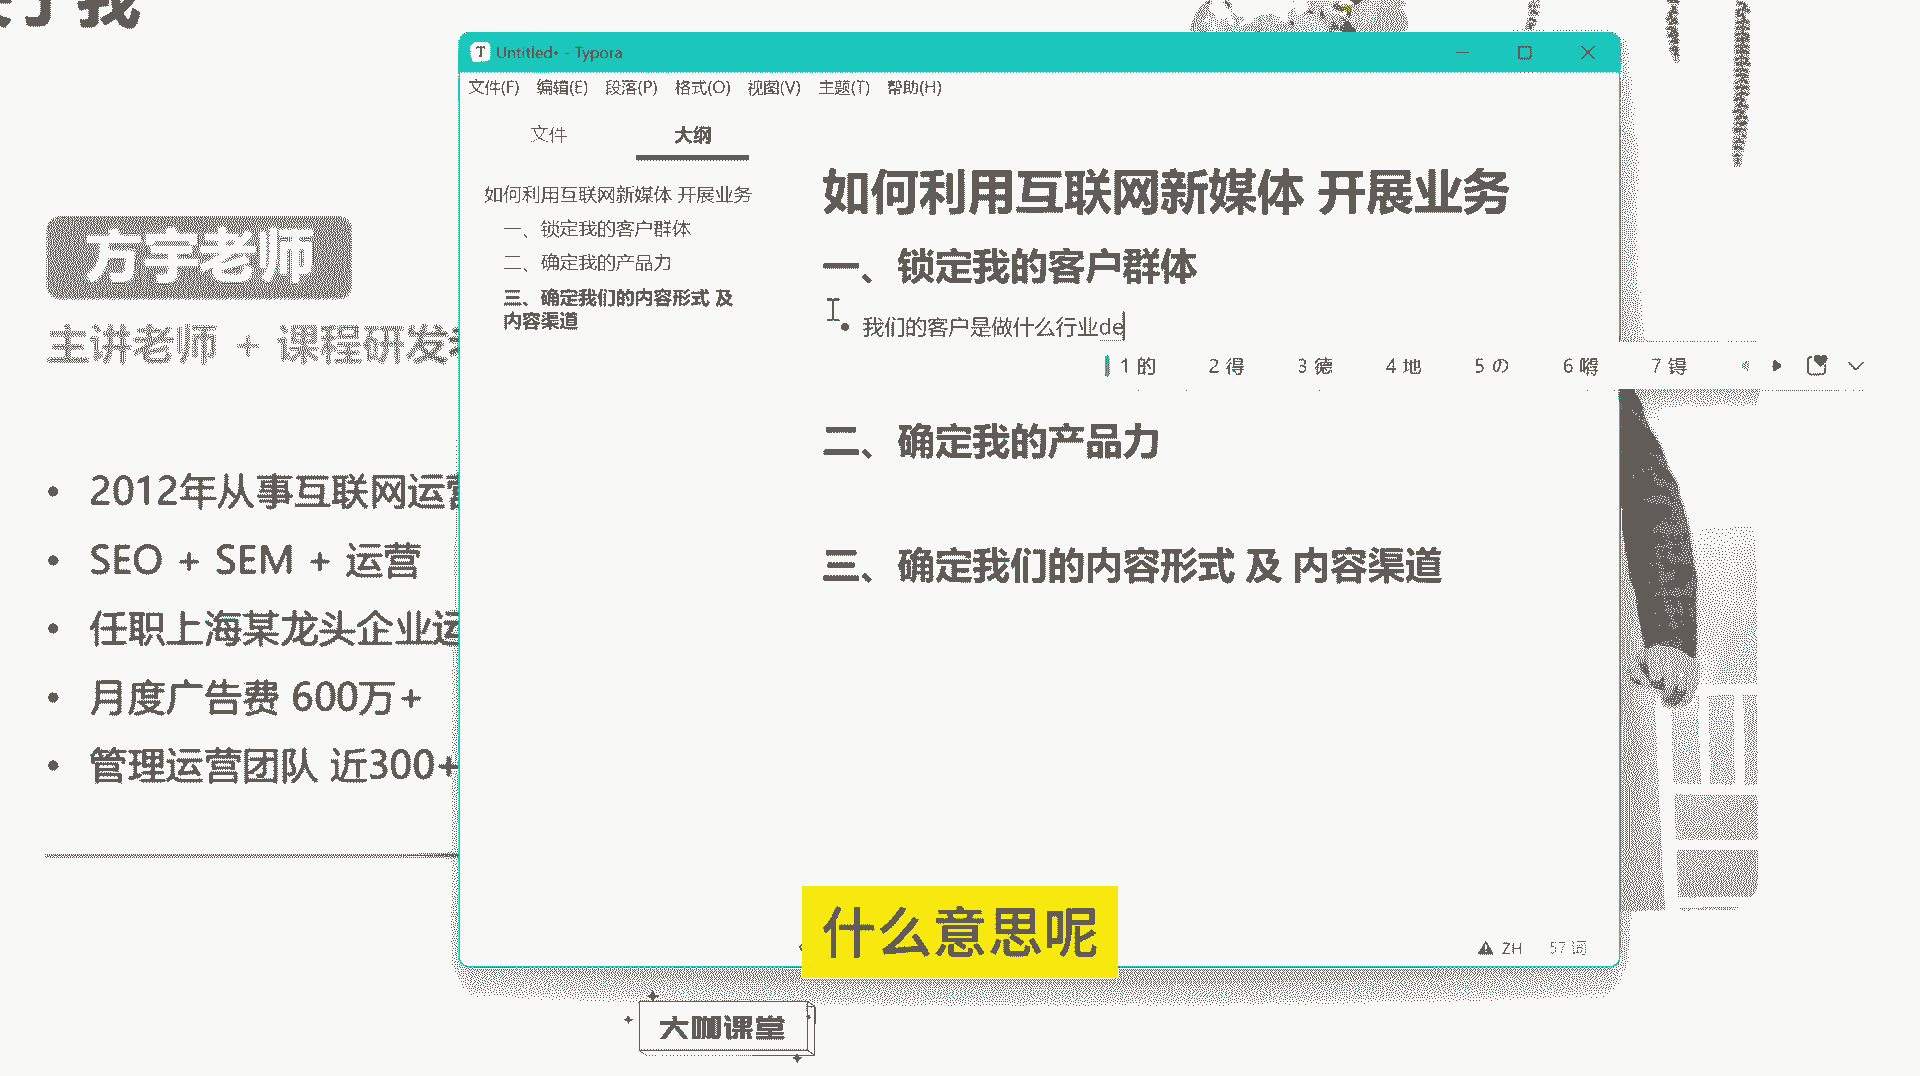 了我
方宇老师
主讲老师 + 课程研发
2012年从事互联网运营
SEO + SEM + 运营
任职上海某龙头企业运
月度广告费 600万+
管理运营团队 近300+
Untitled• - Typora
文件(F) 编辑(E) 段落(P) 格式(O) 视图(V) 主题(T) 帮助(H)
文件 大纲
如何利用互联网新媒体 开展业务
一、锁定我的客户群体
二、确定我的产品力
三、确定我们的内容形式 及
内容渠道
如何利用互联网新媒体 开展业务
一、锁定我的客户群体
我们的客户是做什么行业de
1 的 2 得 3 德 4 地 5 の 6 嘚 7 锝
二、确定我的产品力
三、确定我们的内容形式 及 内容渠道
什么意思呢
ZH 57 词
大咖课堂